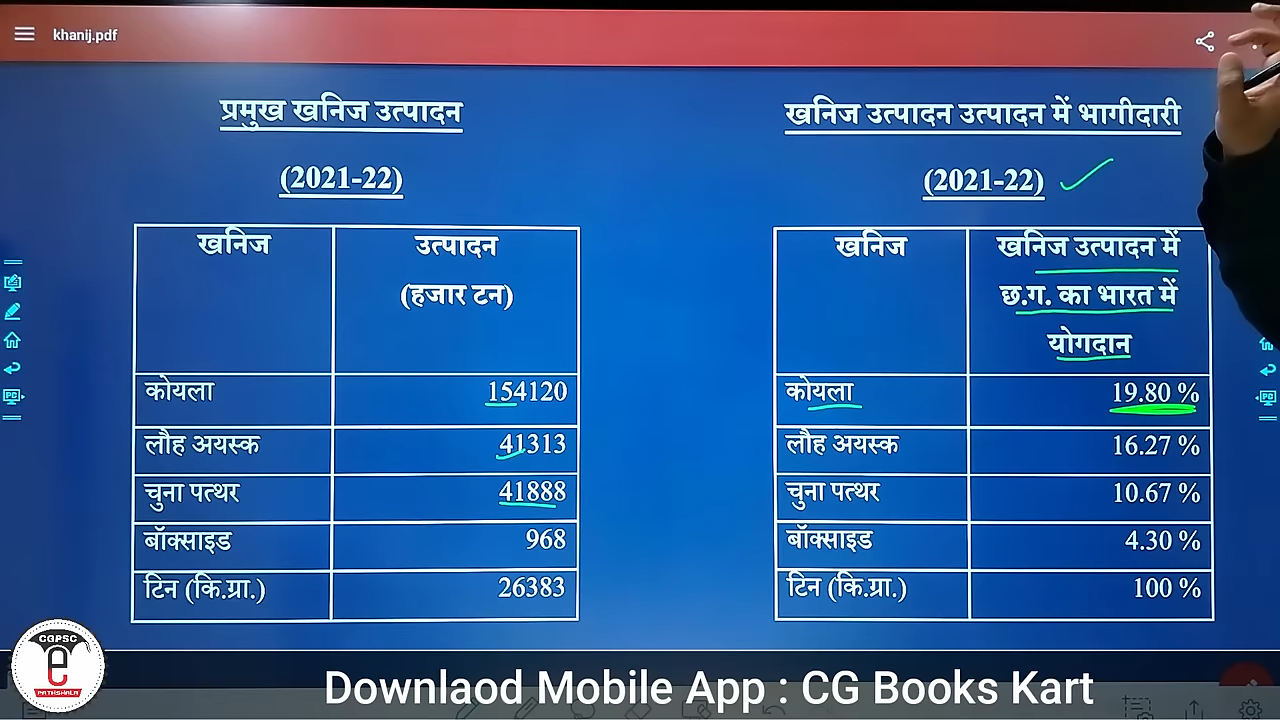 khanij.pdf
प्रमुख खनिज उत्पादन
(2021-22)
खनिज उत्पादन
(हजार टन)
कोयला 154120
लौह अयस्क 41313
चुना पत्थर 41888
बॉक्साइड 968
टिन (कि.ग्रा.) 26383
खनिज उत्पादन उत्पादन में भागीदारी
(2021-22)
खनिज खनिज उत्पादन में
छ.ग. का भारत में
योगदान
कोयला 19.80 %
लौह अयस्क 16.27 %
चुना पत्थर 10.67 %
बॉक्साइड 4.30 %
टिन (कि.ग्रा.) 100 %
PC
PC
CGPSC
e
PATHSHALA
Downlaod Mobile App : CG Books Kart